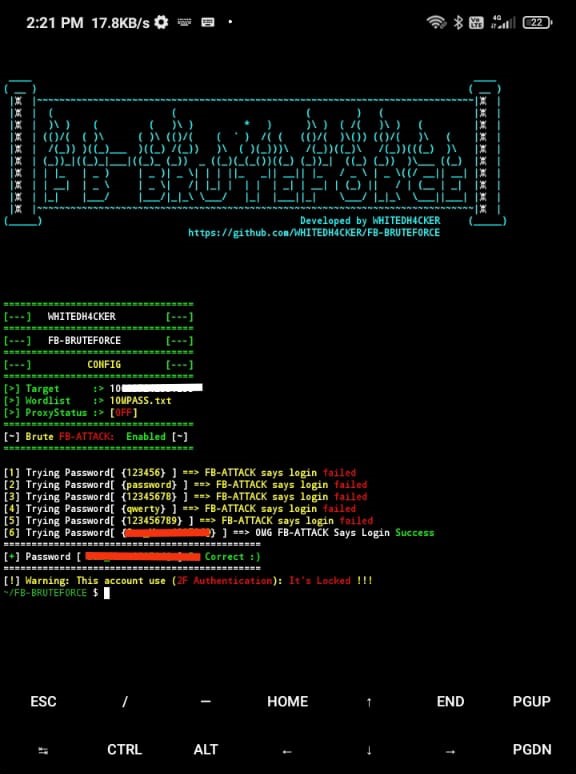 2:21 PM 17.8KB/s
4G
22
Developed by WHITEDH4CKER
https://github.com/WHITEDH4CKER/FB-BRUTEFORCE
================================
[---] WHITEDH4CKER [---]
================================
[---] FB-BRUTEFORCE [---]
================================
[---] CONFIG [---]
================================
[>] Target :> 10
[>] Wordlist :> 10MPASS.txt
[>] ProxyStatus :> [OFF]
================================
[~] Brute FB-ATTACK: Enabled [~]
[1] Trying Password[ {123456} ] ==> FB-ATTACK says login failed
[2] Trying Password[ {password} ] ==> FB-ATTACK says login failed
[3] Trying Password[ {12345678} ] ==> FB-ATTACK says login failed
[4] Trying Password[ {qwerty} ] ==> FB-ATTACK says login failed
[5] Trying Password[ {123456789} ] ==> FB-ATTACK says login failed
[6] Trying Password[ { } ] ==> OMG FB-ATTACK Says Login Success
===========================================
[+] Password [ Correct :)
===========================================
[!] Warning: This account use (2F Authentication): It's Locked !!!
~/FB-BRUTEFORCE $
ESC / — HOME ↑ END PGUP
↹ CTRL ALT ← ↓ → PGDN